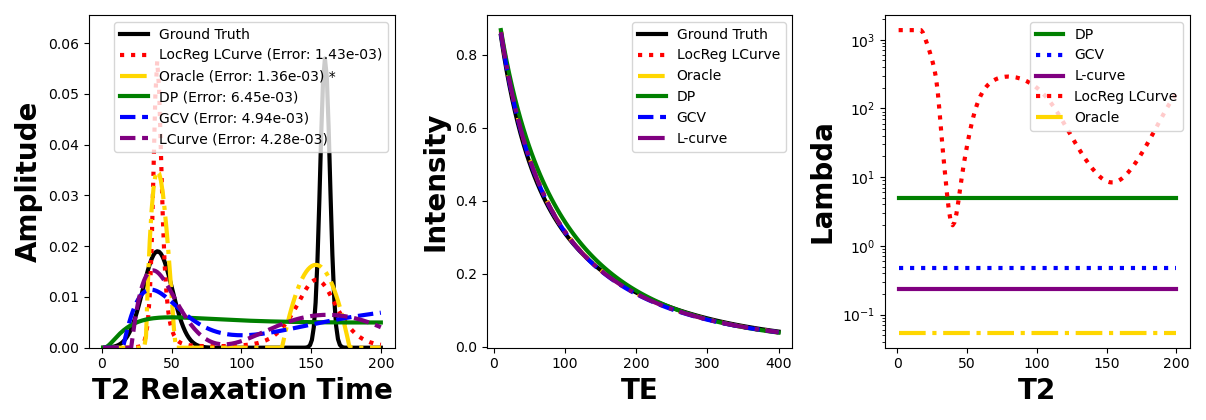 Amplitude
0.06
0.05
0.04
0.03
0.02
0.01
0.00
Ground Truth
LocReg LCurve (Error: 1.43e-03)
Oracle (Error: 1.36e-03) *
DP (Error: 6.45e-03)
GCV (Error: 4.94e-03)
LCurve (Error: 4.28e-03)
0 50 100 150 200
T2 Relaxation Time
Intensity
0.8
0.6
0.4
0.2
0.0
Ground Truth
LocReg LCurve
Oracle
DP
GCV
L-curve
0 100 200 300 400
TE
Lambda
10³
10²
10¹
10⁰
10⁻¹
DP
GCV
L-curve
LocReg LCurve
Oracle
0 50 100 150 200
T2